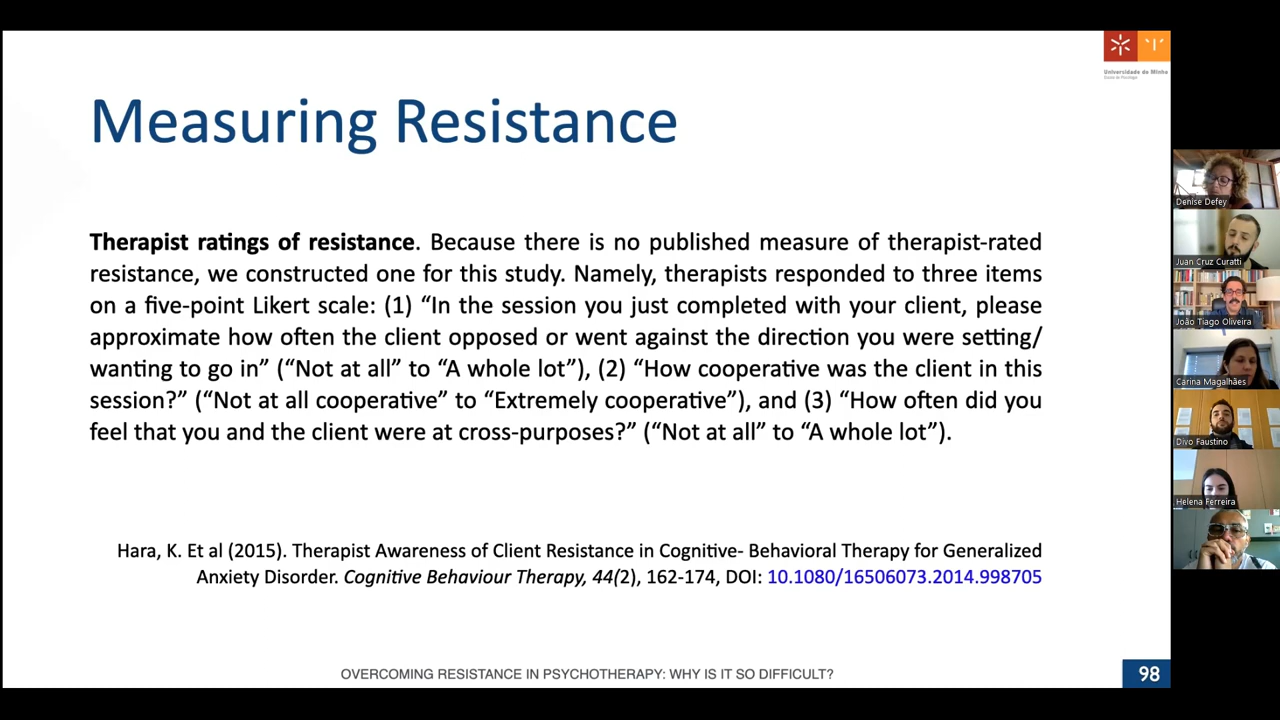 Universidade do Minho
Escola de Psicologia
Measuring Resistance
Therapist ratings of resistance. Because there is no published measure of therapist-rated
resistance, we constructed one for this study. Namely, therapists responded to three items
on a five-point Likert scale: (1) “In the session you just completed with your client, please
approximate how often the client opposed or went against the direction you were setting/
wanting to go in” (“Not at all” to “A whole lot”), (2) “How cooperative was the client in this
session?” (“Not at all cooperative” to “Extremely cooperative”), and (3) “How often did you
feel that you and the client were at cross-purposes?” (“Not at all” to “A whole lot”).
Hara, K. Et al (2015). Therapist Awareness of Client Resistance in Cognitive- Behavioral Therapy for Generalized
Anxiety Disorder. Cognitive Behaviour Therapy, 44(2), 162-174, DOI: 10.1080/16506073.2014.998705
OVERCOMING RESISTANCE IN PSYCHOTHERAPY: WHY IS IT SO DIFFICULT?
98
Denise Defey
Juan Cruz Curatti
João Tiago Oliveira
Carina Magalhães
Divo Faustino
Helena Ferreira